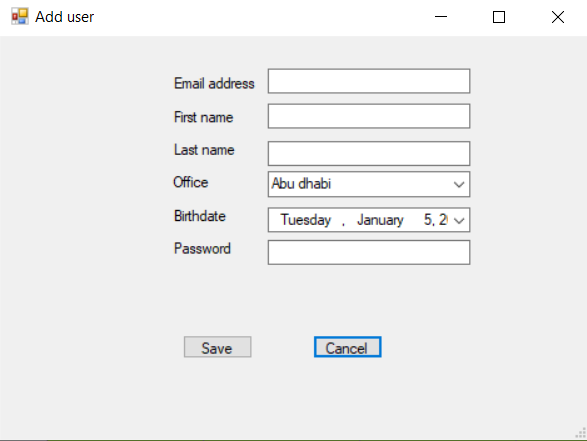 Add user
Email address
First name
Last name
Office Abu dhabi
Birthdate Tuesday , January 5, 2
Password
Save Cancel